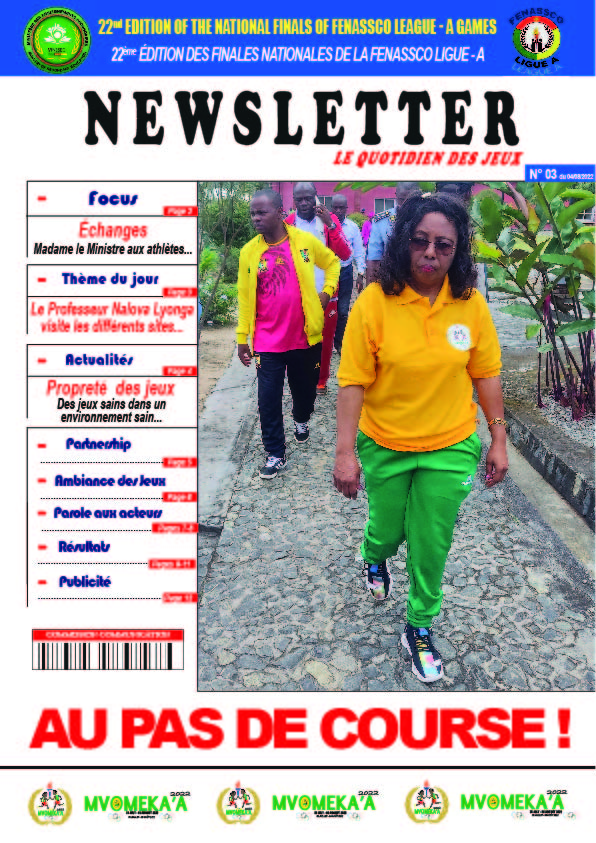 22nd EDITION OF THE NATIONAL FINALS OF FENASSCO LEAGUE - A GAMES
22ème ÉDITION DES FINALES NATIONALES DE LA FENASSCO LIGUE - A
FENASSCO
LIGUE A
NEWSLETTER
LE QUOTIDIEN DES JEUX
N° 03 du 04/08/2022
- Focus
Page 3
Échanges
Madame le Ministre aux athlètes...
- Thème du jour
Le Professeur Nalova Lyonga
visite les différents sites...
- Actualités
Page 4
Propreté des jeux
Des jeux sains dans un
environnement sain...
- Partnership
Page 5
- Ambiance des Jeux
Page 6
- Parole aux acteurs
Pages 7-8
- Résultats
Pages 9-11
- Publicité
Page 12
AU PAS DE COURSE !
MVOMEKA'A 2022
MVOMEKA'A 2022
MVOMEKA'A 2022